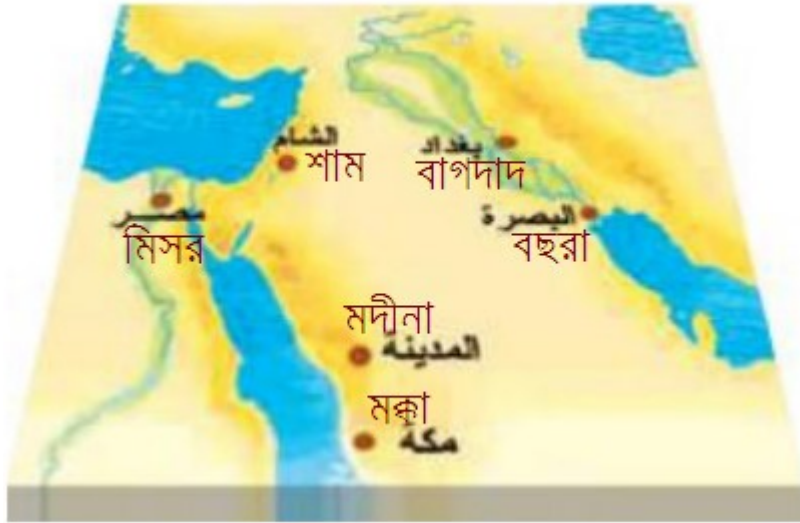 الشام
শাম
بغداد
বাগদাদ
مصر
মিসর
البصرة
বছরা
মদীনা
المدينة
মক্কা
مكة